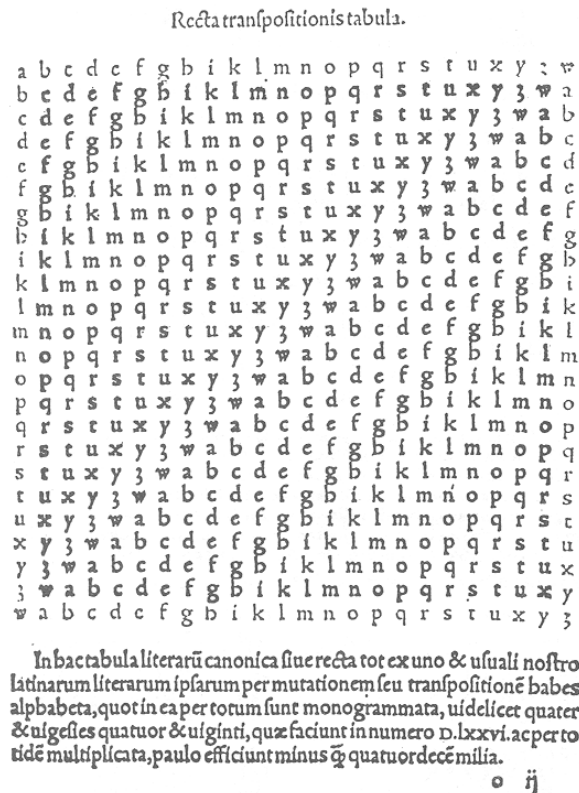 Recta tranſpoſitionis tabula.
a b c d e f g h i k l m n o p q r s t u x y z w
b c d e f g h i k l m n o p q r s t u x y z w a
c d e f g h i k l m n o p q r s t u x y z w a b
d e f g h i k l m n o p q r s t u x y z w a b c
e f g h i k l m n o p q r s t u x y z w a b c d
f g h i k l m n o p q r s t u x y z w a b c d e
g h i k l m n o p q r s t u x y z w a b c d e f
h i k l m n o p q r s t u x y z w a b c d e f g
i k l m n o p q r s t u x y z w a b c d e f g h
k l m n o p q r s t u x y z w a b c d e f g h i
l m n o p q r s t u x y z w a b c d e f g h i k
m n o p q r s t u x y z w a b c d e f g h i k l
n o p q r s t u x y z w a b c d e f g h i k l m
o p q r s t u x y z w a b c d e f g h i k l m n
p q r s t u x y z w a b c d e f g h i k l m n o
q r s t u x y z w a b c d e f g h i k l m n o p
r s t u x y z w a b c d e f g h i k l m n o p q
s t u x y z w a b c d e f g h i k l m n o p q r
t u x y z w a b c d e f g h i k l m n o p q r s
u x y z w a b c d e f g h i k l m n o p q r s t
x y z w a b c d e f g h i k l m n o p q r s t u
y z w a b c d e f g h i k l m n o p q r s t u x
z w a b c d e f g h i k l m n o p q r s t u x y
w a b c d e f g h i k l m n o p q r s t u x y z
In hac tabula literarũ canonica ſiue recta tot ex uno & uſuali noſtro
latinarum literarum ipſarum per mutationem ſeu tranſpoſitionẽ habes
alphabeta, quot in ea per totum ſunt monogrammata, uidelicet quater
& uigeſies quatuor & uiginti, quæ faciunt in numero D.lxxvi. ac per to
tidẽ multiplicata, paulo efficiunt minus q̃ quatuordecẽ milia.
o ij